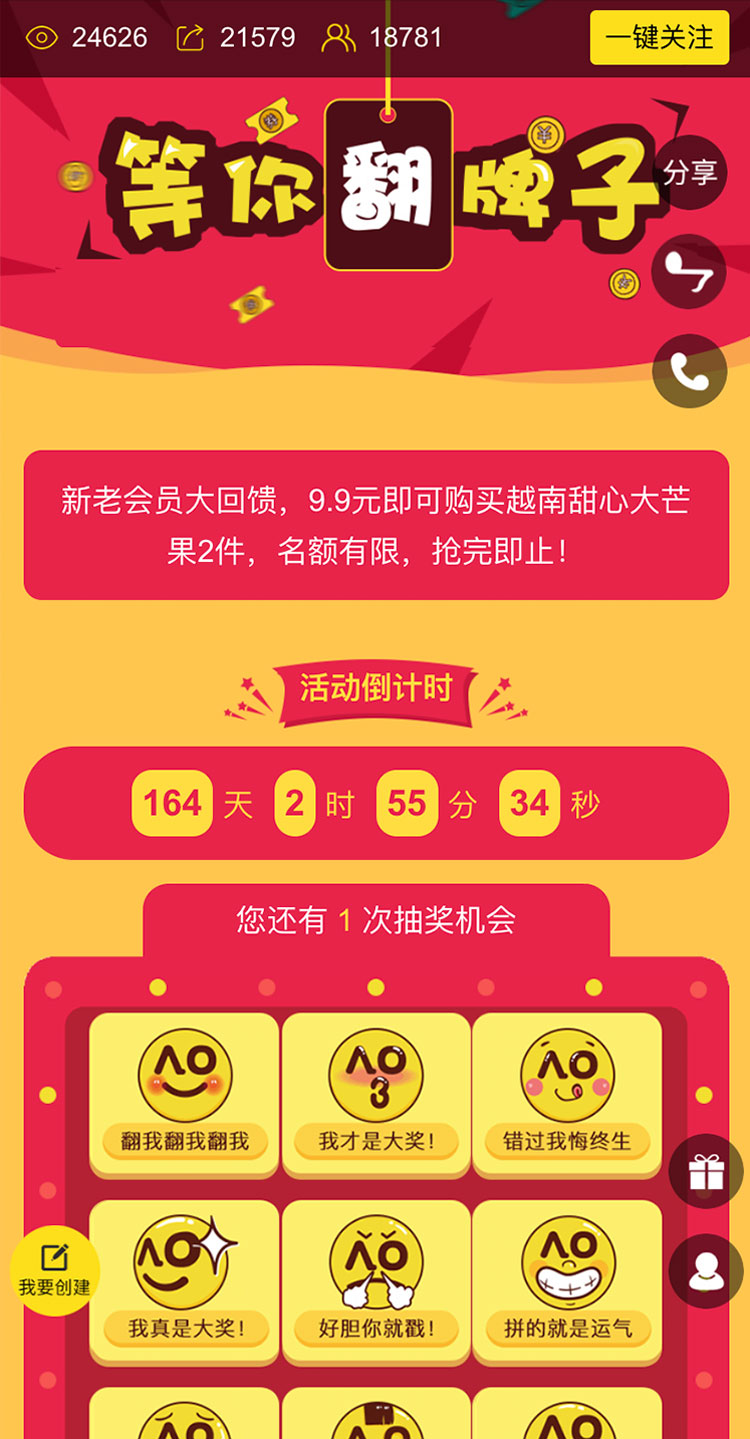 24626 21579 18781 一键关注
等你翻牌子
分享
新老会员大回馈，9.9元即可购买越南甜心大芒
果2件，名额有限，抢完即止！
活动倒计时
164 天 2 时 55 分 34 秒
您还有 1 次抽奖机会
翻我翻我翻我 我才是大奖！ 错过我悔终生
我要创建
我真是大奖！ 好胆你就戳！ 拼的就是运气